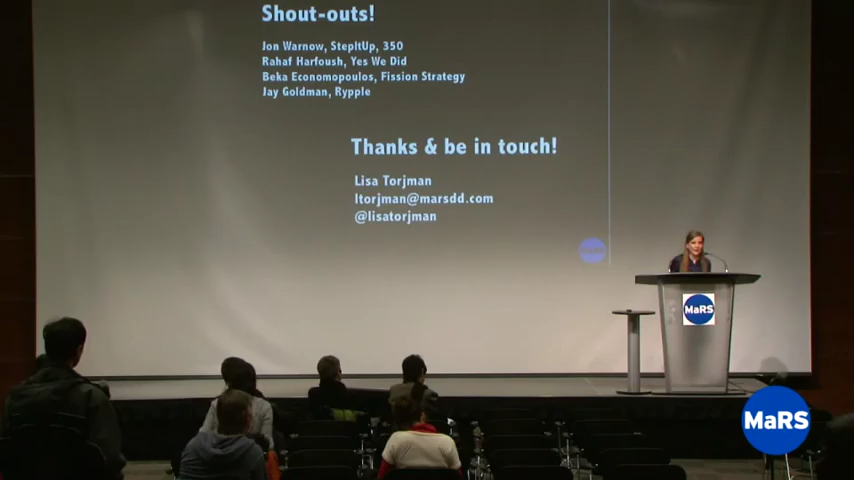 Shout-outs!
Jon Warnow, StepItUp, 350
Rahaf Harfoush, Yes We Did
Beka Economopoulos, Fission Strategy
Jay Goldman, Rypple
Thanks & be in touch!
Lisa Torjman
ltorjman@marsdd.com
@lisatorjman
MaRS
MaRS
MaRS